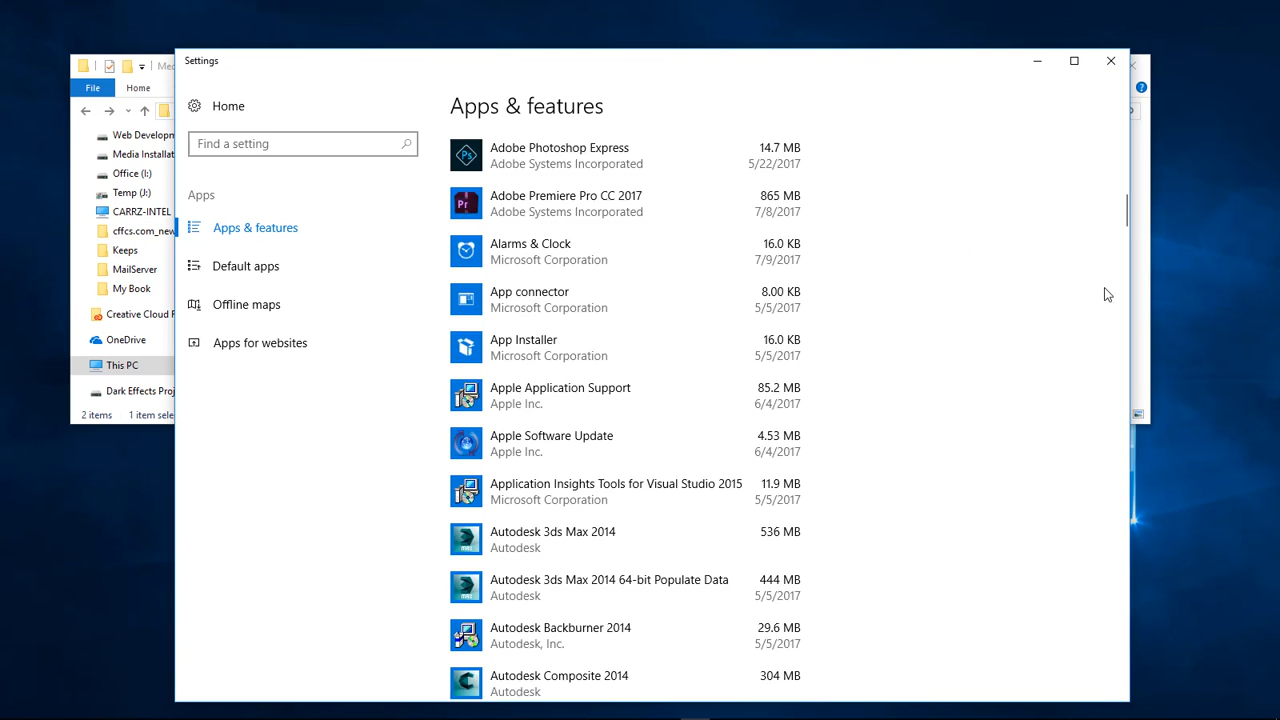 Settings
Home
Find a setting
Apps
Apps & features
Default apps
Offline maps
Apps for websites
Apps & features
Adobe Photoshop Express 14.7 MB
Adobe Systems Incorporated 5/22/2017
Adobe Premiere Pro CC 2017 865 MB
Adobe Systems Incorporated 7/8/2017
Alarms & Clock 16.0 KB
Microsoft Corporation 7/9/2017
App connector 8.00 KB
Microsoft Corporation 5/5/2017
App Installer 16.0 KB
Microsoft Corporation 5/5/2017
Apple Application Support 85.2 MB
Apple Inc. 6/4/2017
Apple Software Update 4.53 MB
Apple Inc. 6/4/2017
Application Insights Tools for Visual Studio 2015 11.9 MB
Microsoft Corporation 5/5/2017
Autodesk 3ds Max 2014 536 MB
Autodesk
Autodesk 3ds Max 2014 64-bit Populate Data 444 MB
Autodesk 5/5/2017
Autodesk Backburner 2014 29.6 MB
Autodesk, Inc. 5/5/2017
Autodesk Composite 2014 304 MB
Autodesk
File Home
Web Developm
Media Installat
Office (I:)
Temp (J:)
CARRZ-INTEL
cffcs.com_new
Keeps
MailServer
My Book
Creative Cloud F
OneDrive
This PC
Dark Effects Proj
2 items 1 item sele